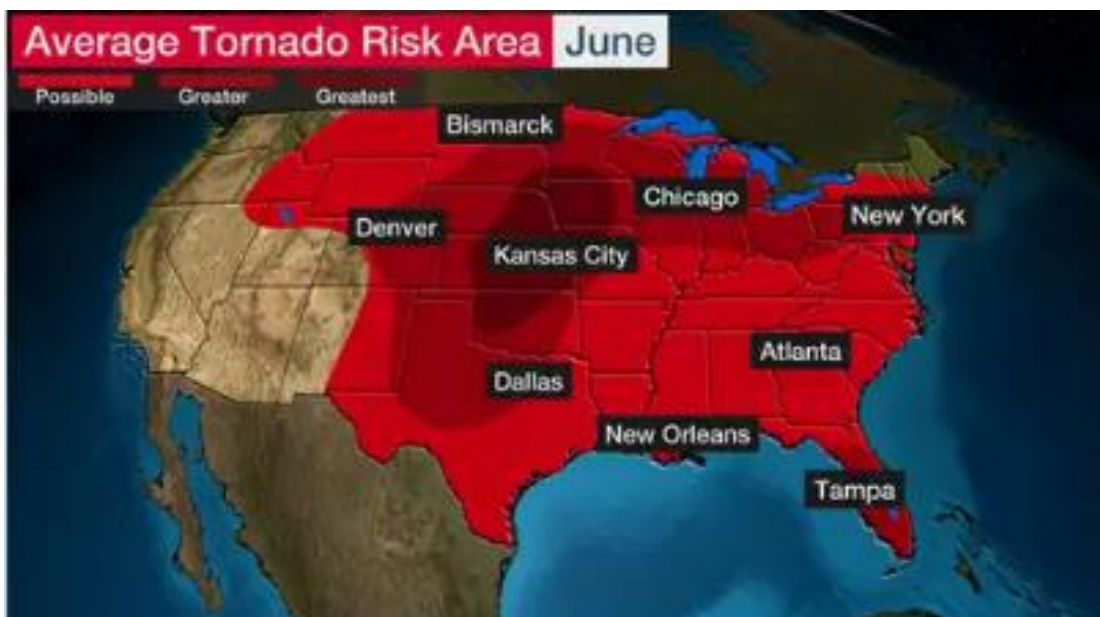 Average Tornado Risk Area June
Possible Greater Greatest
Bismarck
Chicago
New York
Denver
Kansas City
Atlanta
Dallas
New Orleans
Tampa